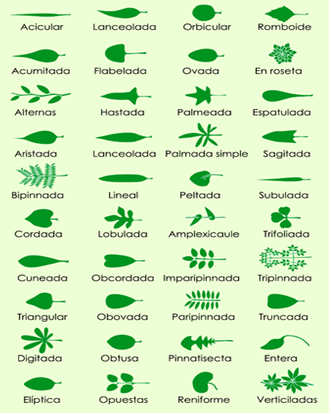 Acicular Lanceolada Orbicular Romboide
Acumitada Flabelada Ovada En roseta
Alternas Hastada Palmeada Espatulada
Aristada Lanceolada Palmada simple Sagitada
Bipinnada Lineal Peltada Subulada
Cordada Lobulada Amplexicaule Trifoliada
Cuneada Obcordada Imparipinnada Tripinnada
Triangular Obovada Paripinnada Truncada
Digitada Obtusa Pinnatisecta Entera
Elíptica Opuestas Reniforme Verticiladas